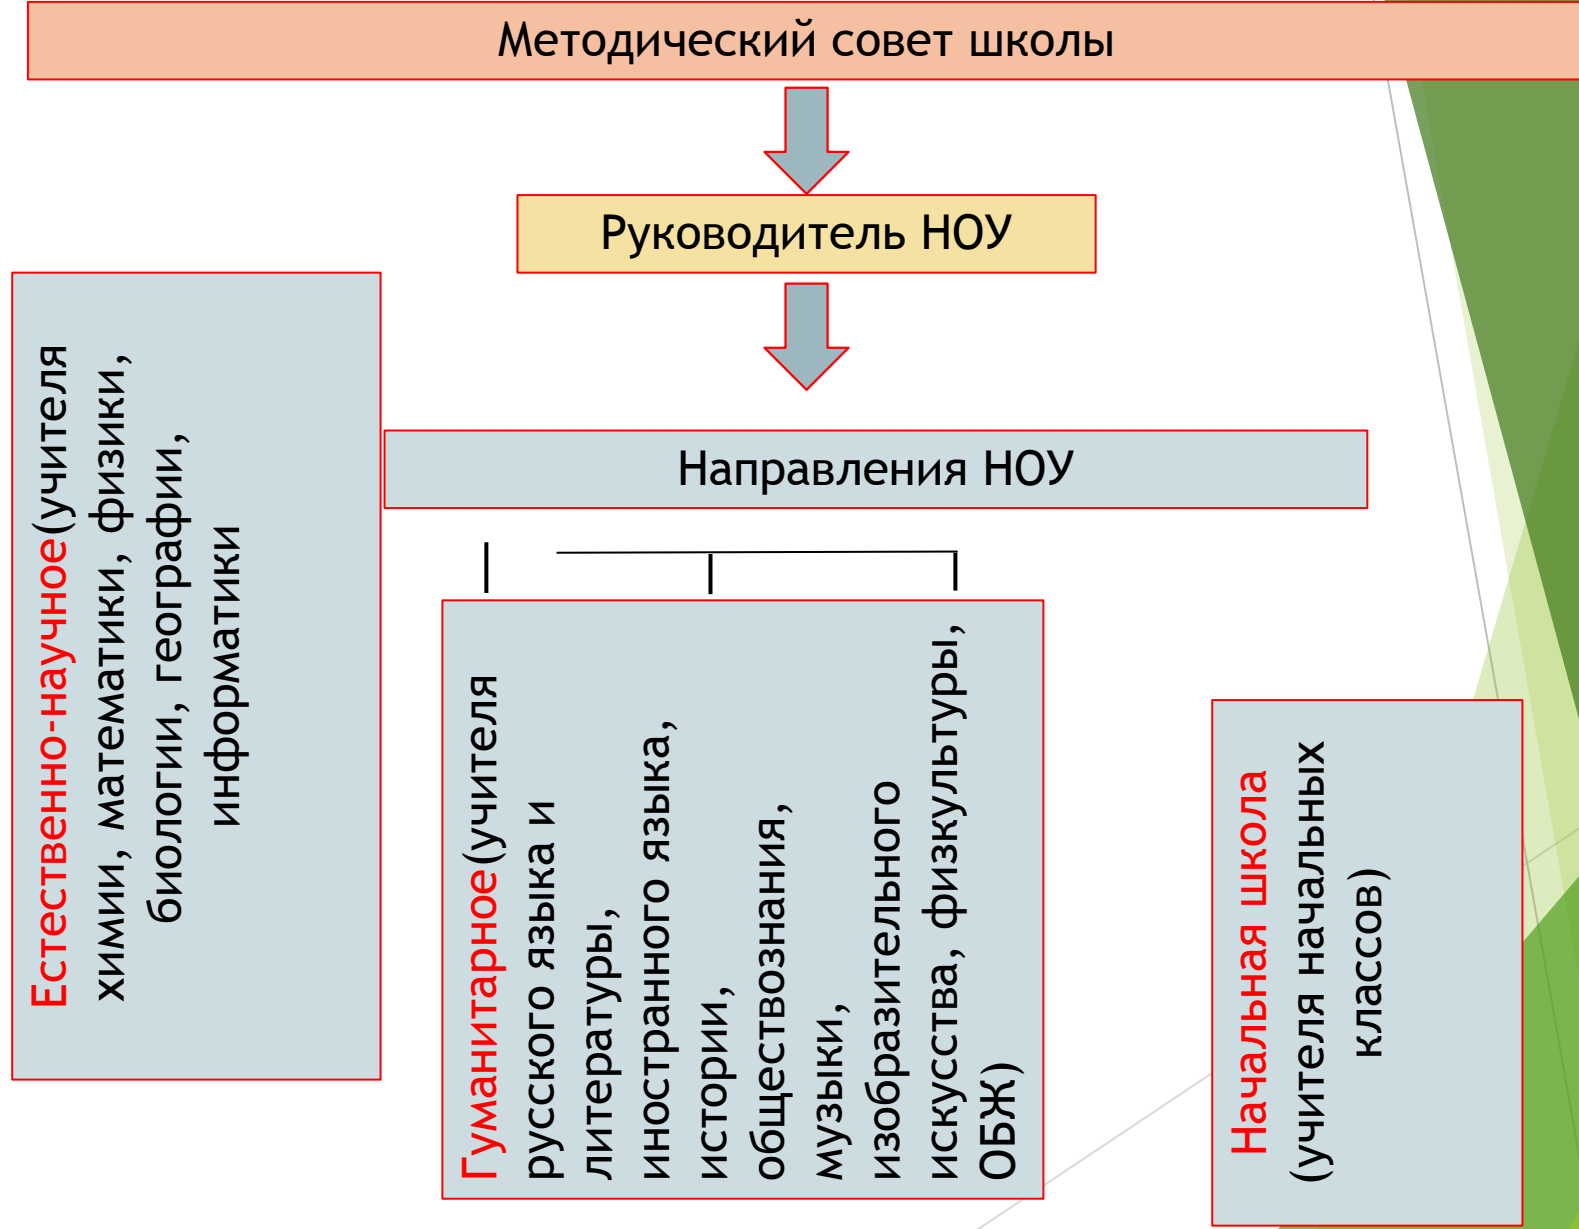 Методический совет школы
Руководитель НОУ
Направления НОУ
Естественно-научное(учителя
химии, математики, физики,
биологии, географии,
информатики
Гуманитарное(учителя
русского языка и
литературы,
иностранного языка,
истории,
обществознания,
музыки,
изобразительного
искусства, физкультуры,
ОБЖ)
Начальная школа
(учителя начальных
классов)